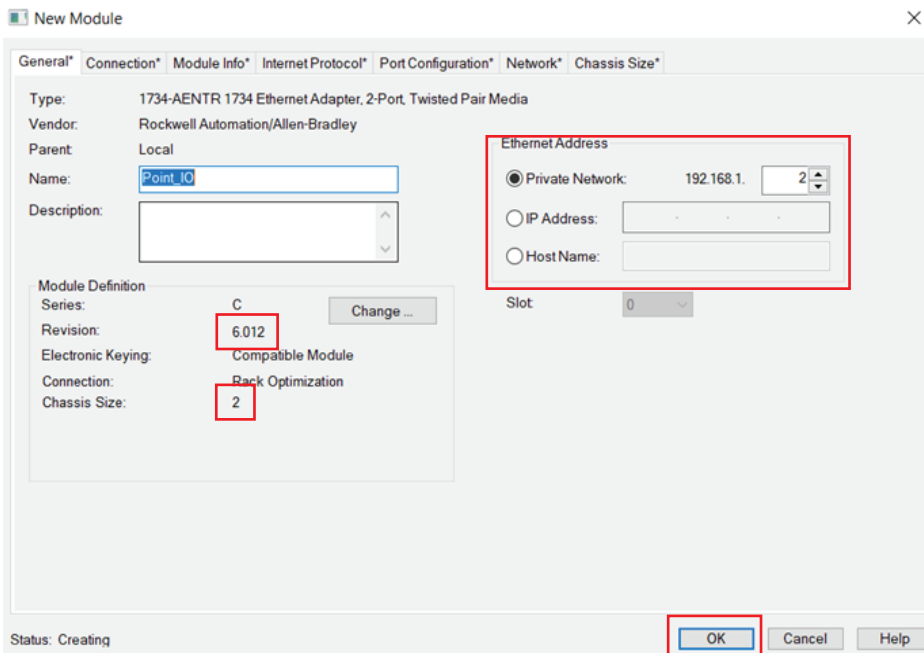 New Module
General* Connection* Module Info* Internet Protocol* Port Configuration* Network* Chassis Size*
Type: 1734-AENTR 1734 Ethernet Adapter, 2-Port, Twisted Pair Media
Vendor: Rockwell Automation/Allen-Bradley
Parent: Local
Name: Point_IO
Description:
Ethernet Address
Private Network: 192.168.1. 2
IP Address: . . .
Host Name:
Slot: 0
Module Definition
Series: C
Change ...
Revision: 6.012
Electronic Keying: Compatible Module
Connection: Rack Optimization
Chassis Size: 2
Status: Creating
OK Cancel Help